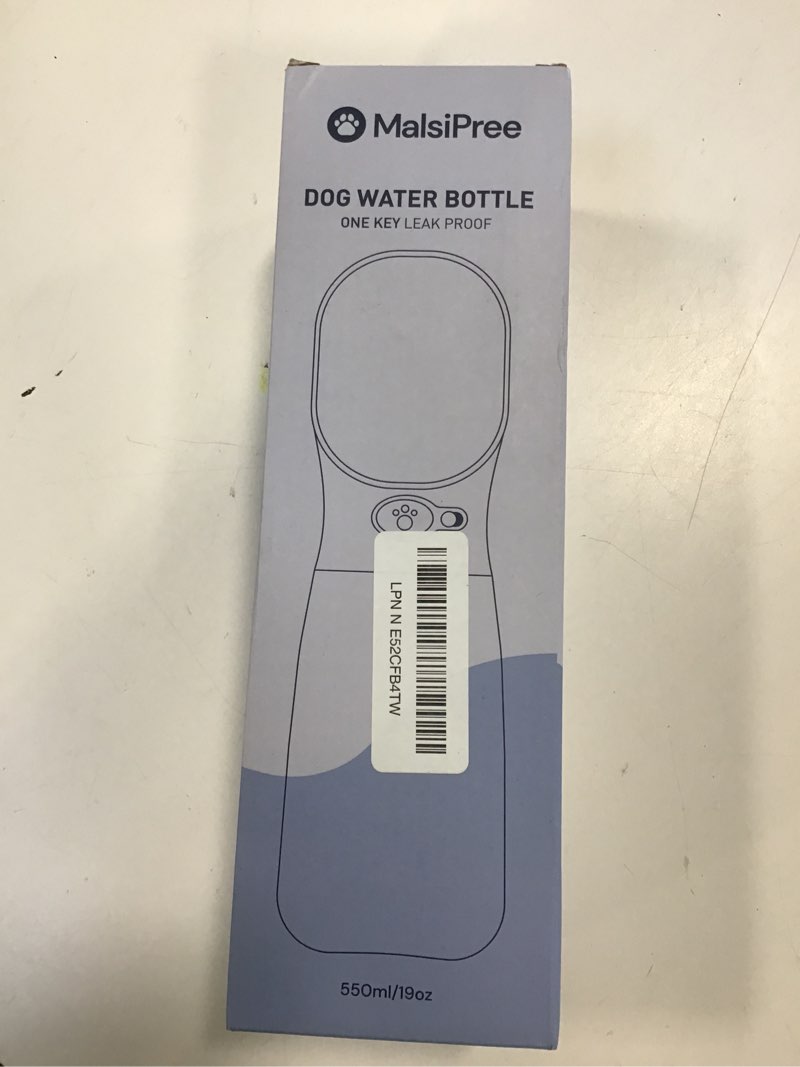 MalsiPree
DOG WATER BOTTLE
ONE KEY LEAK PROOF
LPN N E52CFB4TW
550ml/19oz